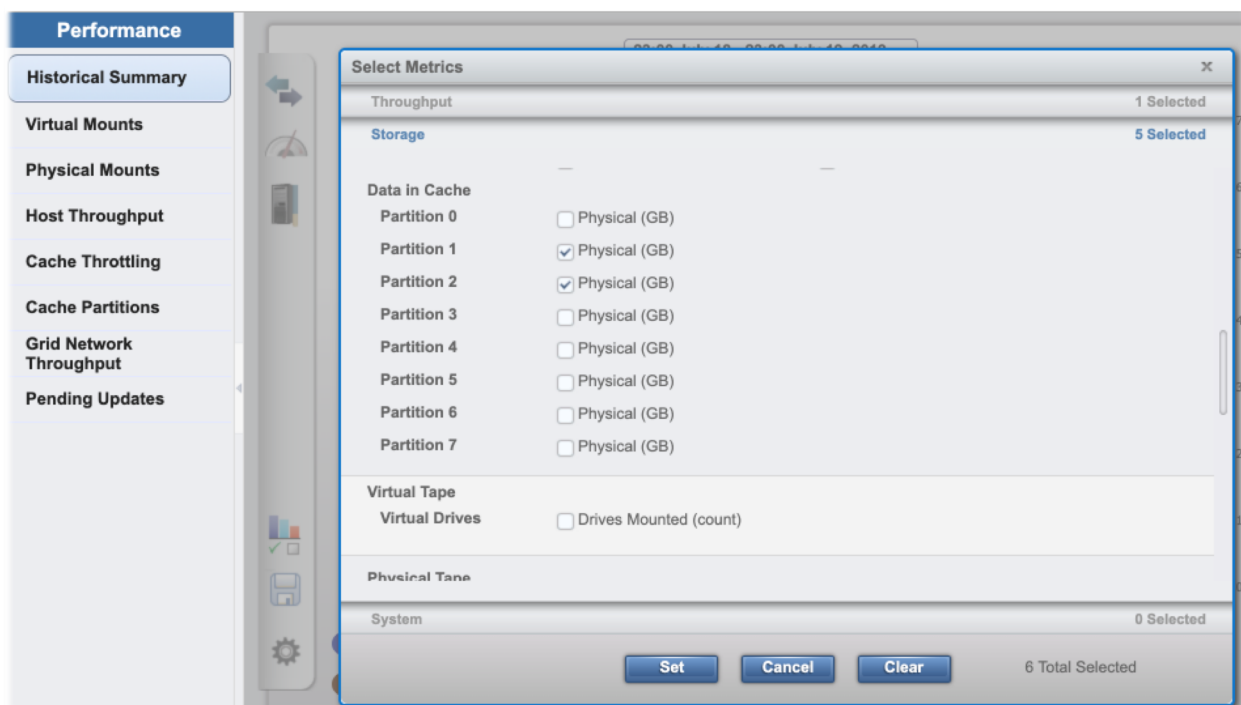 Performance
Historical Summary
Virtual Mounts
Physical Mounts
Host Throughput
Cache Throttling
Cache Partitions
Grid Network
Throughput
Pending Updates
Select Metrics x
Throughput 1 Selected
Storage 5 Selected
Data in Cache
Partition 0 Physical (GB)
Partition 1 Physical (GB)
Partition 2 Physical (GB)
Partition 3 Physical (GB)
Partition 4 Physical (GB)
Partition 5 Physical (GB)
Partition 6 Physical (GB)
Partition 7 Physical (GB)
Virtual Tape
Virtual Drives Drives Mounted (count)
Physical Tape
System 0 Selected
Set Cancel Clear 6 Total Selected